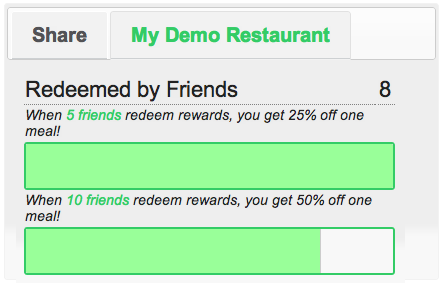 Share My Demo Restaurant
Redeemed by Friends 8
When 5 friends redeem rewards, you get 25% off one
meal!
When 10 friends redeem rewards, you get 50% off one
meal!